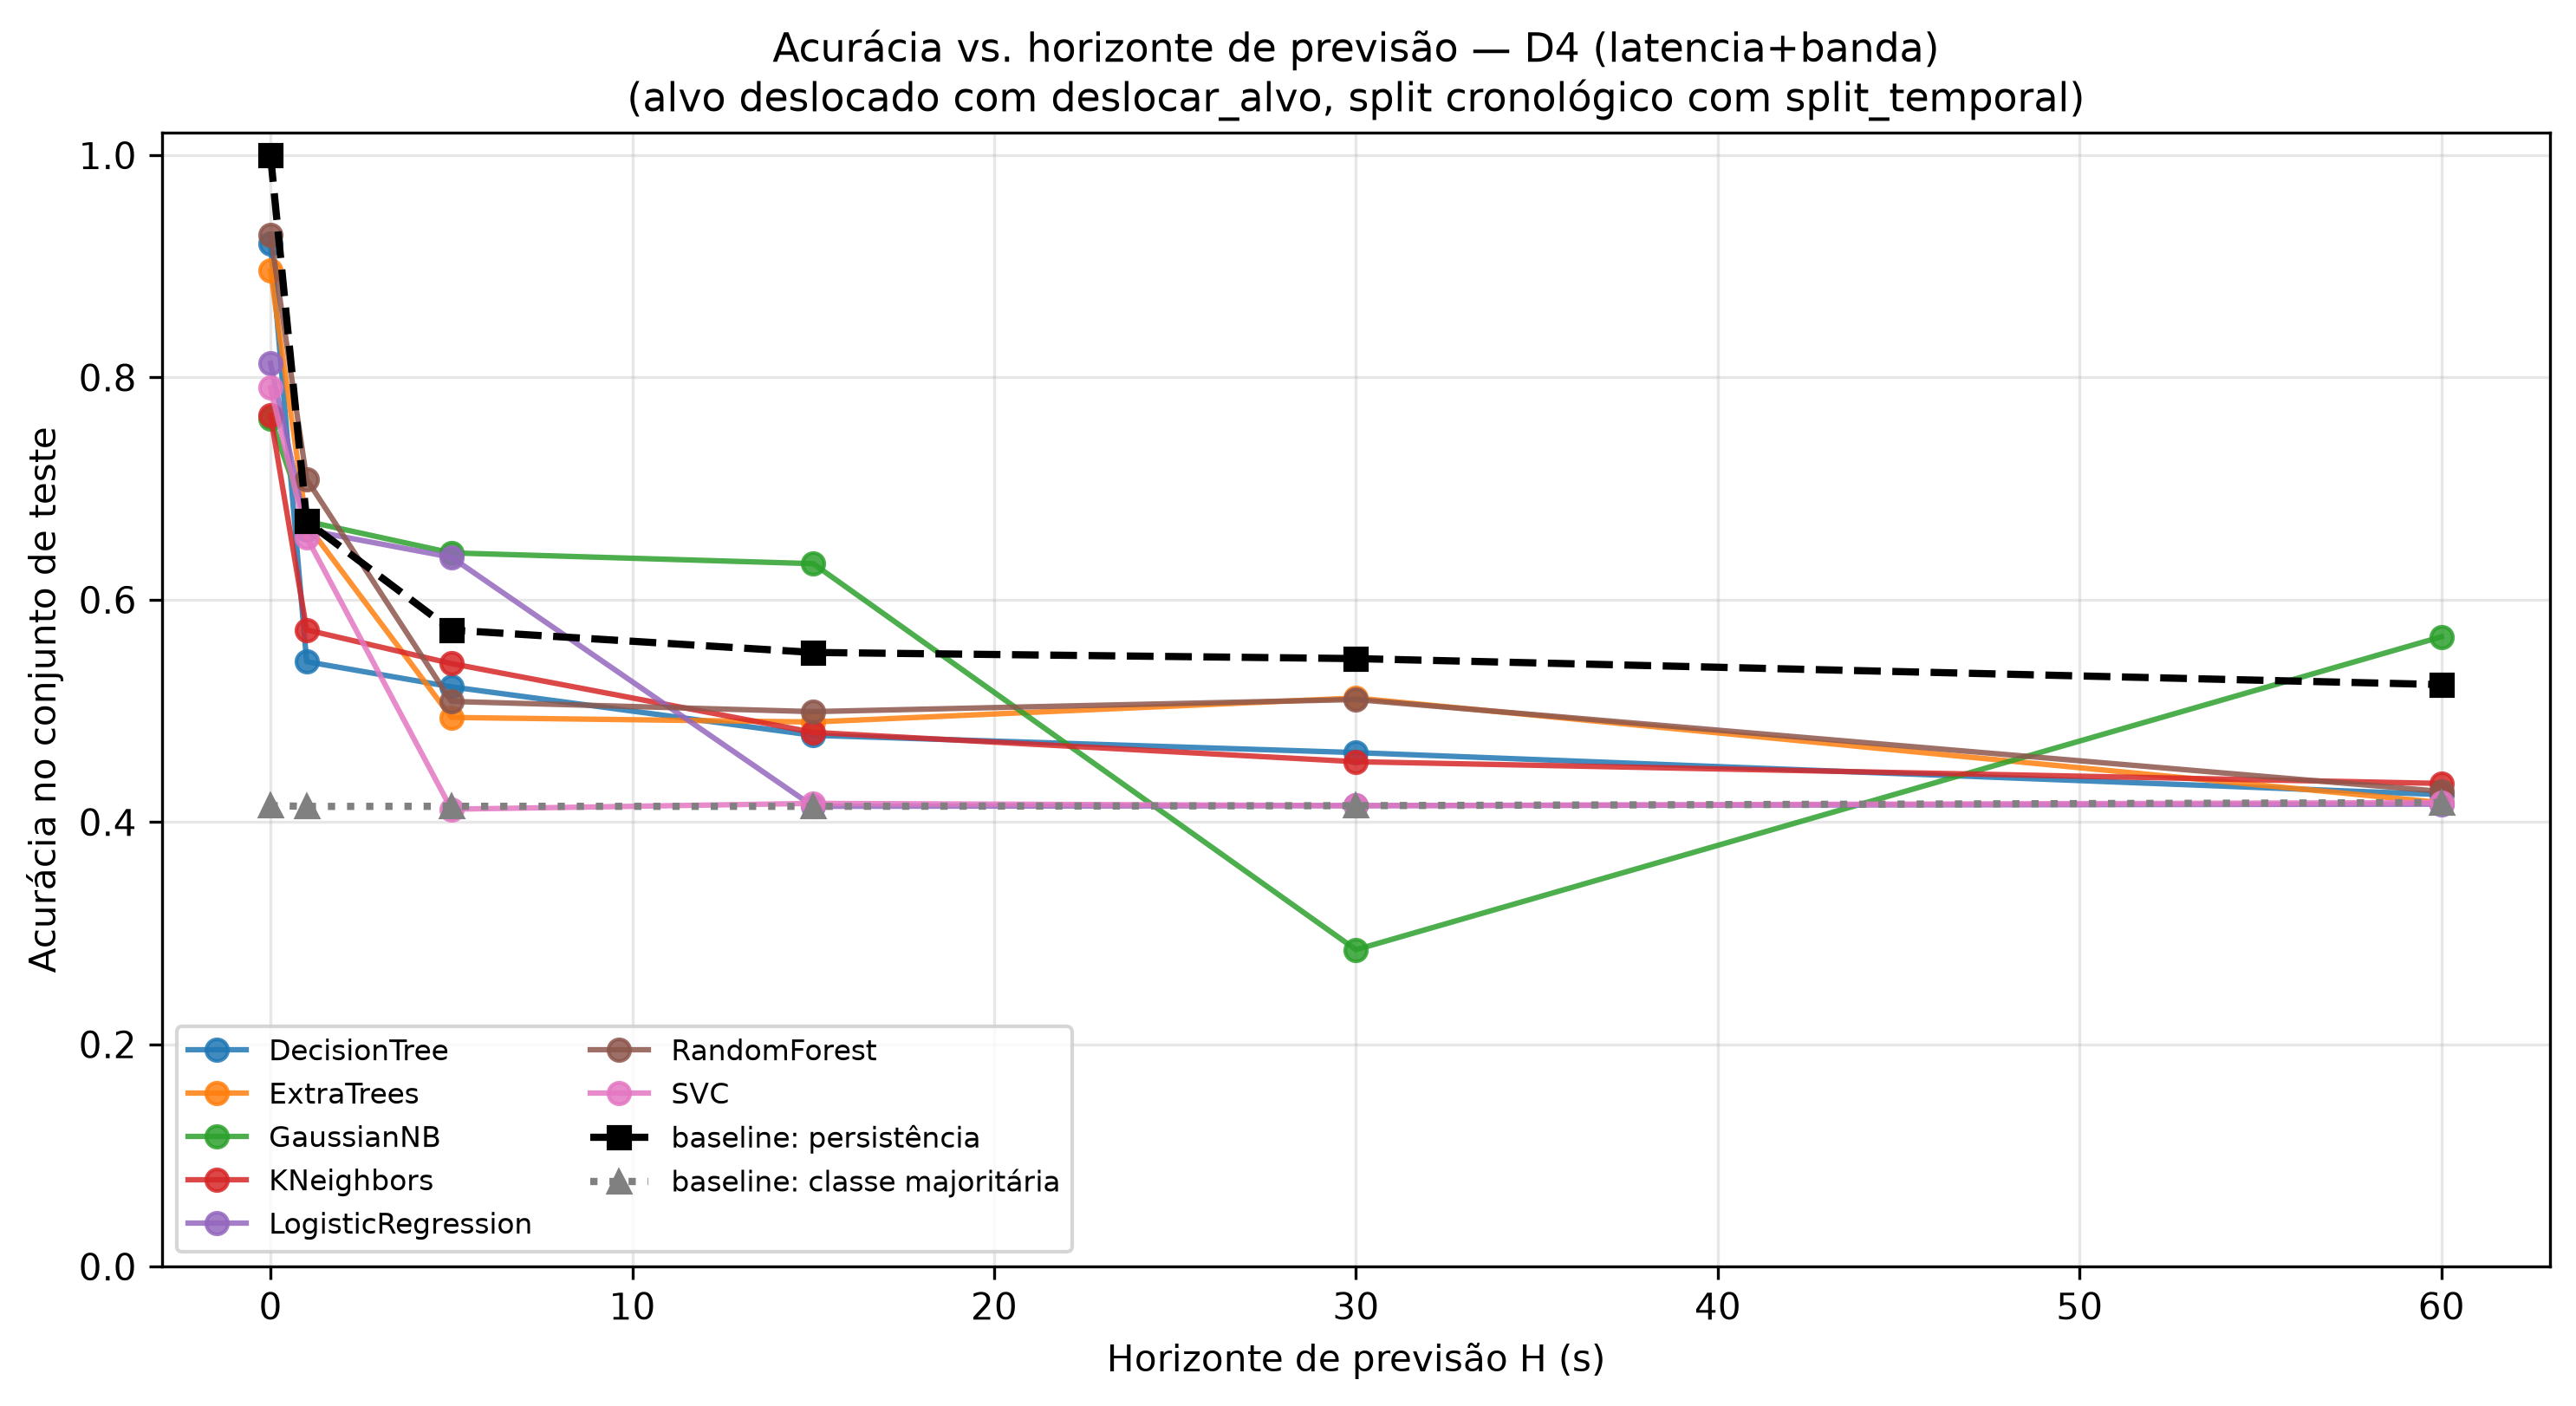 Acurácia vs. horizonte de previsão — D4 (latencia+banda)
(alvo deslocado com deslocar_alvo, split cronológico com split_temporal)
Acurácia no conjunto de teste
1.0
0.8
0.6
0.4
0.2
0.0
DecisionTree
ExtraTrees
GaussianNB
KNeighbors
LogisticRegression
RandomForest
SVC
baseline: persistência
baseline: classe majoritária
0 10 20 30 40 50 60
Horizonte de previsão H (s)